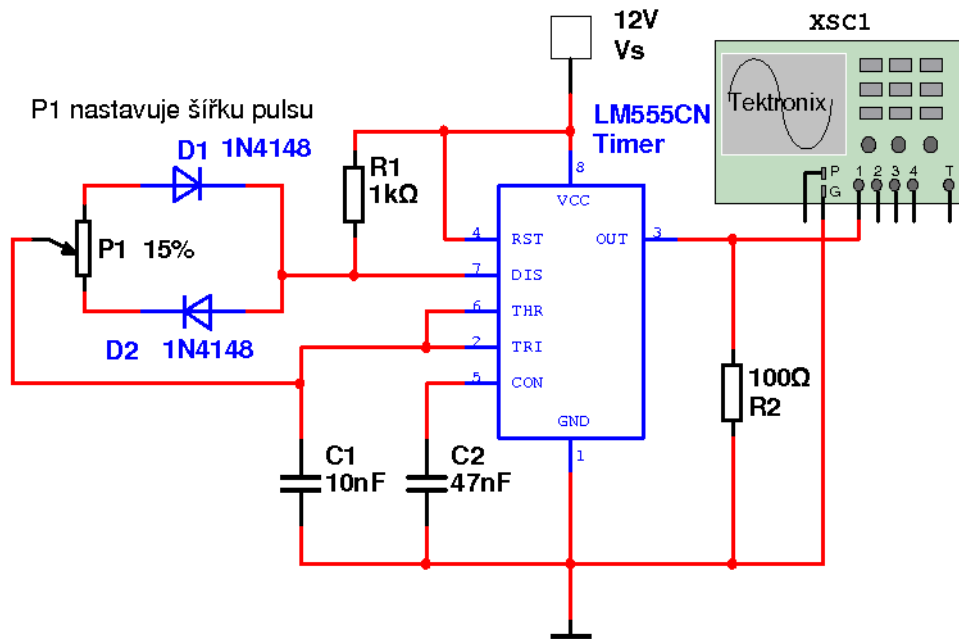 XSC1
12V
Vs
Tektronix
P
G
1 2 3 4 T
P1 nastavuje šířku pulsu
LM555CN
Timer
D1 1N4148
R1
1kΩ
8
VCC
4 RST OUT 3
P1 15%
7 DIS
6 THR
D2 1N4148
2 TRI
5 CON
100Ω
R2
GND
1
C1
10nF
C2
47nF